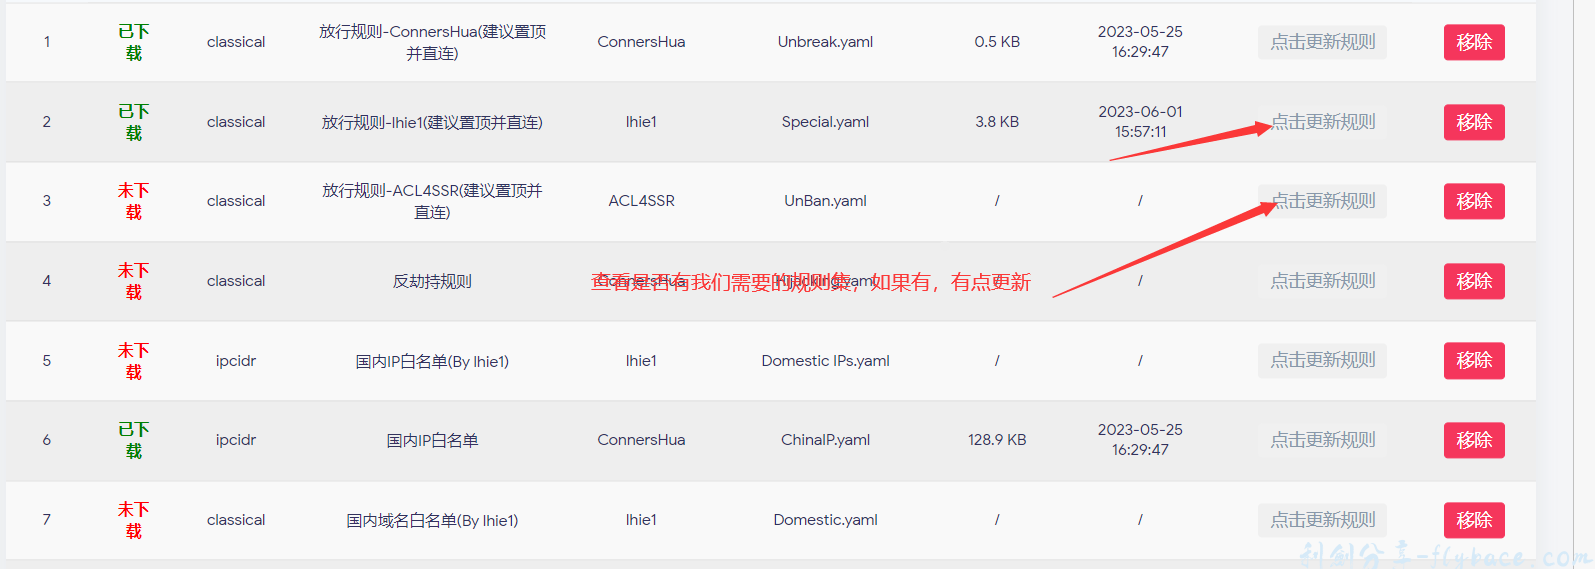 1 已下载 classical 放行规则-ConnersHua(建议置顶并直连) ConnersHua Unbreak.yaml 0.5 KB 2023-05-25 16:29:47 点击更新规则 移除
2 已下载 classical 放行规则-lhie1(建议置顶并直连) lhie1 Special.yaml 3.8 KB 2023-06-01 15:57:11 点击更新规则 移除
3 未下载 classical 放行规则-ACL4SSR(建议置顶并直连) ACL4SSR UnBan.yaml / / 点击更新规则 移除
4 未下载 classical 反劫持规则 ConnersHua Hijacking.yaml / / 点击更新规则 移除
查看是否有我们需要的规则集，如果有，有点更新
5 未下载 ipcidr 国内IP白名单(By lhie1) lhie1 Domestic IPs.yaml / / 点击更新规则 移除
6 已下载 ipcidr 国内IP白名单 ConnersHua ChinaIP.yaml 128.9 KB 2023-05-25 16:29:47 点击更新规则 移除
7 未下载 classical 国内域名白名单(By lhie1) lhie1 Domestic.yaml / / 点击更新规则 移除
利剑分享-flybace.com